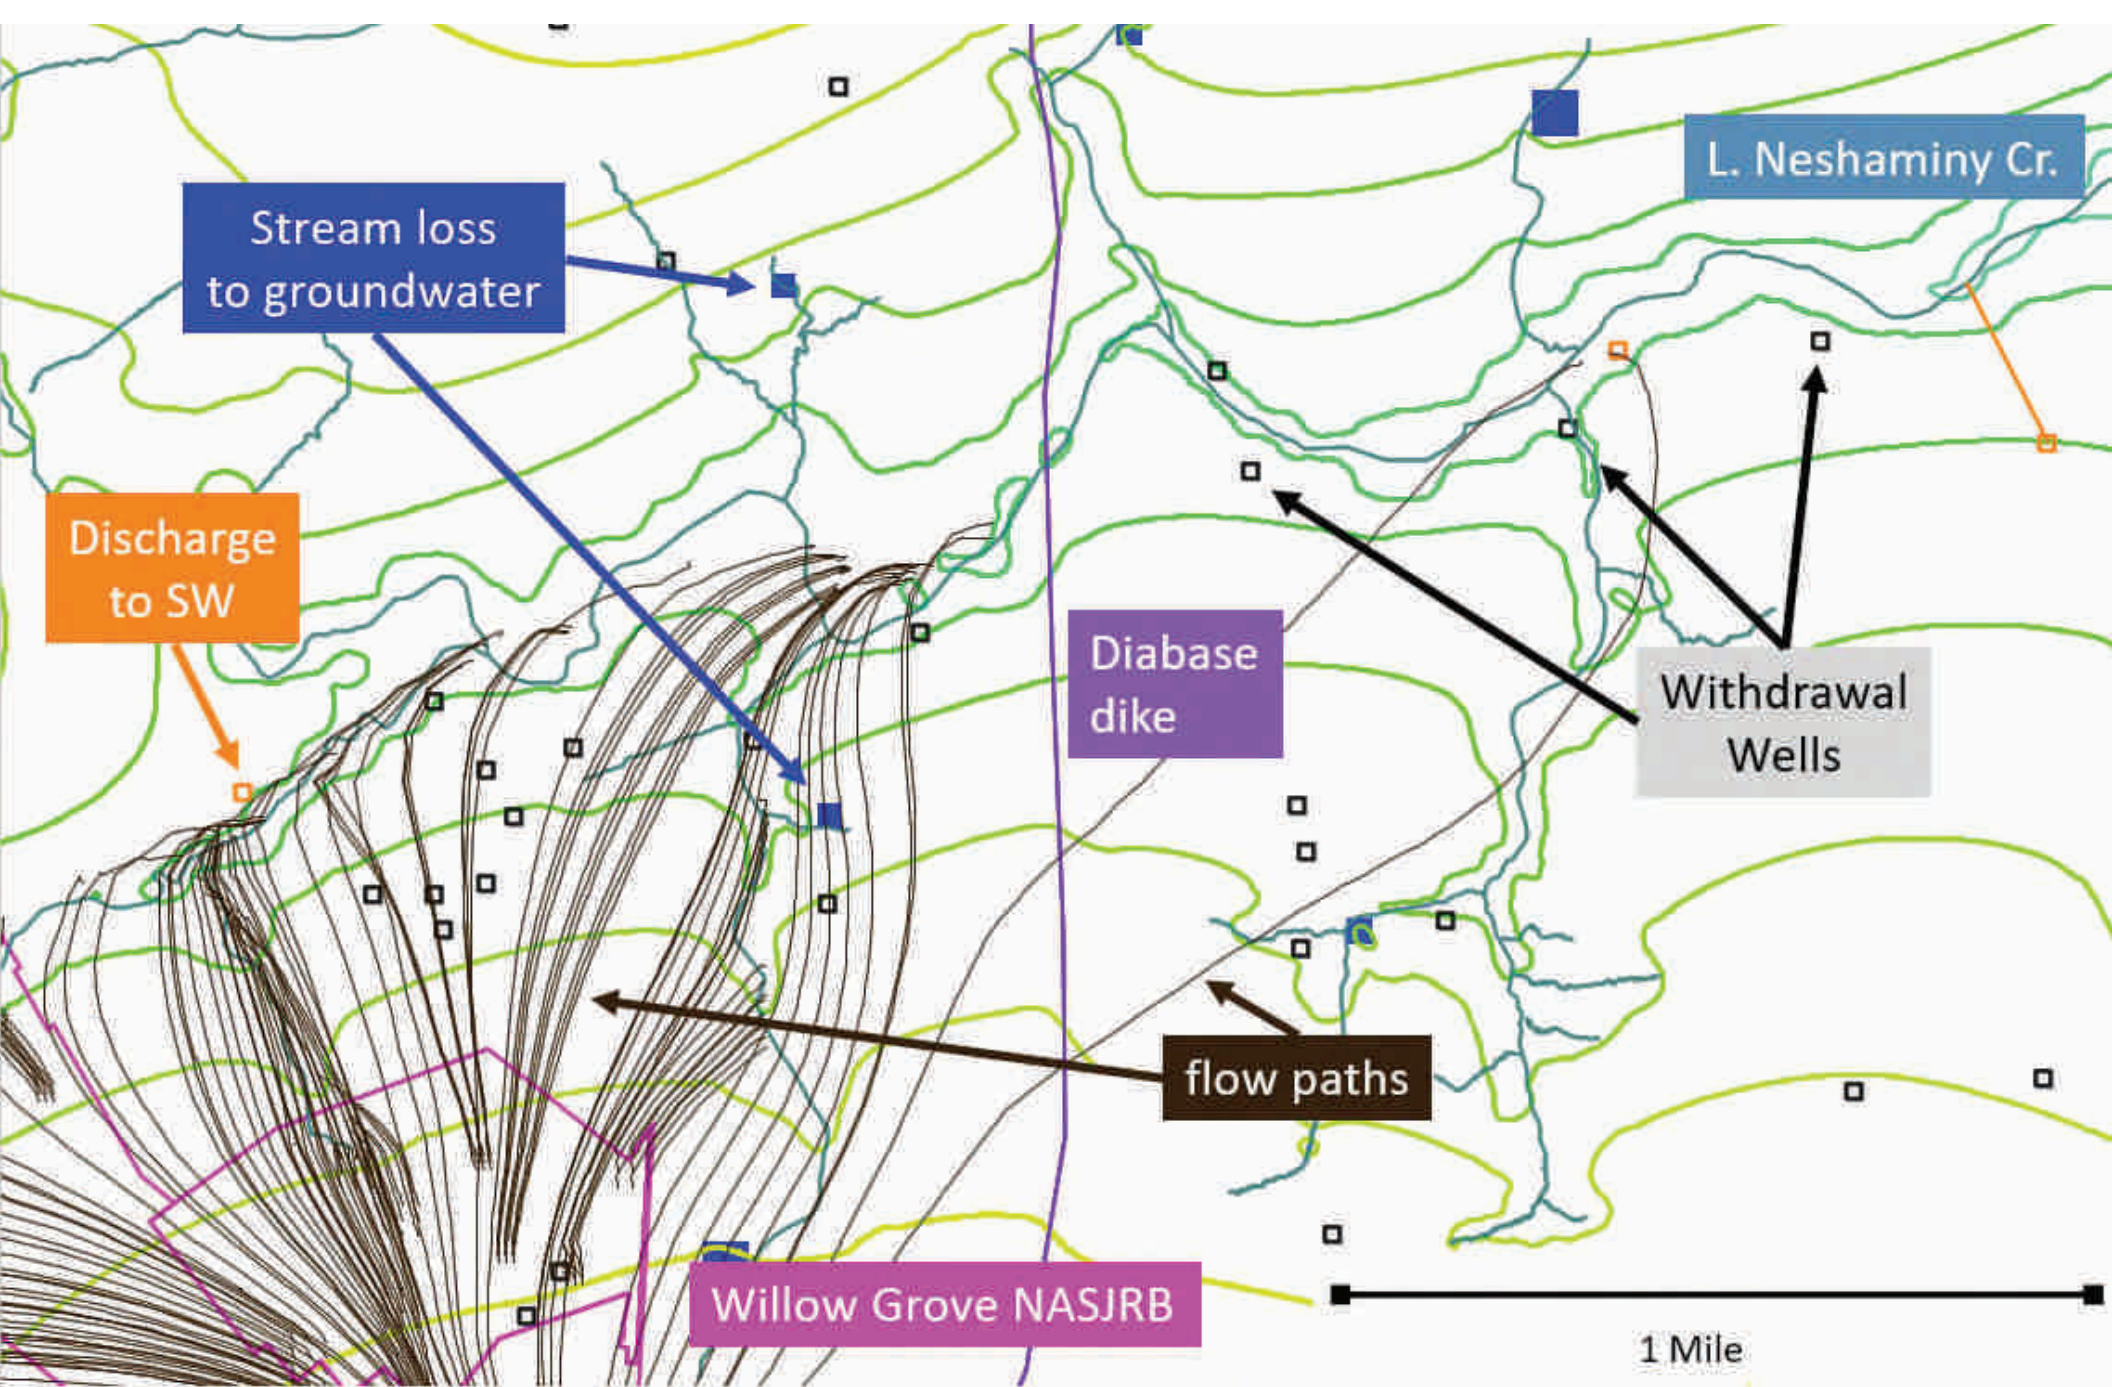 L. Neshaminy Cr.
Stream loss
to groundwater
Discharge
to SW
Diabase
dike
Withdrawal
Wells
flow paths
Willow Grove NASJRB
1 Mile